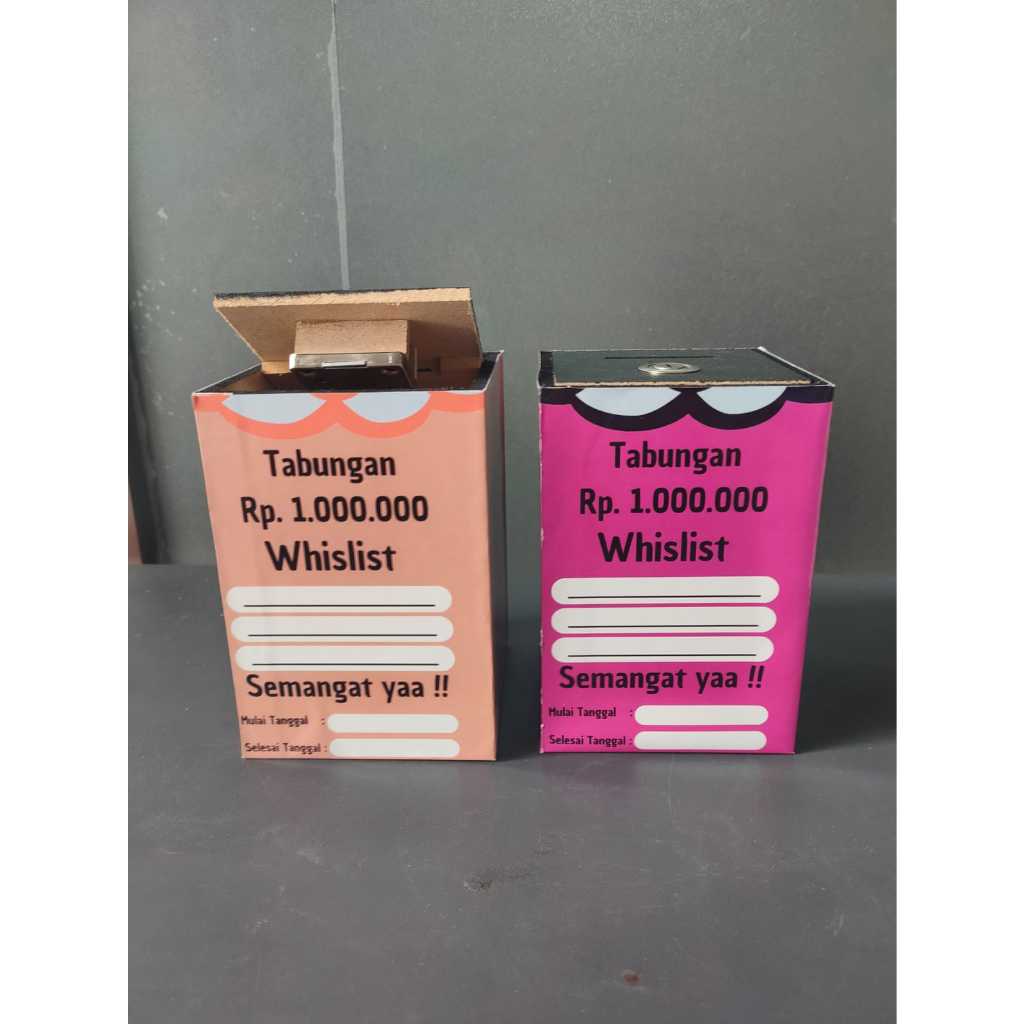 Tabungan
Rp. 1.000.000
Whislist
Semangat yaa !!
Mulai Tanggal :
Selesai Tanggal :
Tabungan
Rp. 1.000.000
Whislist
Semangat yaa !!
Mulai Tanggal :
Selesai Tanggal :